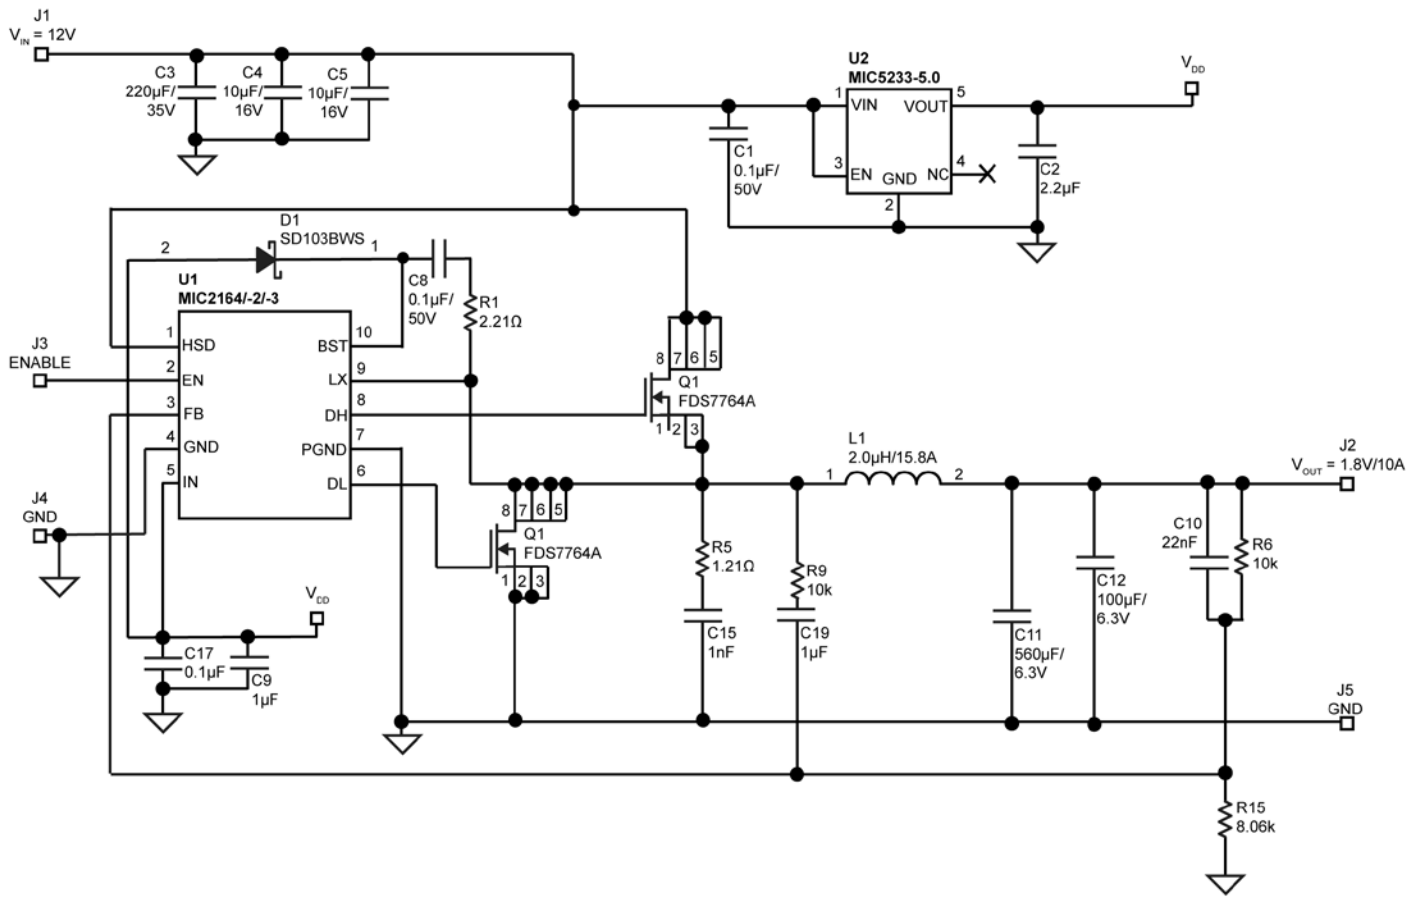 J1
VIN = 12V
C3
220µF/
35V
C4
10µF/
16V
C5
10µF/
16V
U2
MIC5233-5.0
1
VIN
VOUT
5
3
EN
GND
NC
4
2
C1
0.1µF/
50V
C2
2.2µF
VDD
D1
SD103BWS
2
1
U1
MIC2164/-2/-3
C8
0.1µF/
50V
R1
2.21Ω
1
HSD
BST
10
J3
ENABLE
2
EN
LX
9
3
FB
DH
8
4
GND
PGND
7
5
IN
DL
6
J4
GND
8
7
6
5
Q1
FDS7764A
1
2
3
8
7
6
5
Q1
FDS7764A
1
2
3
L1
2.0µH/15.8A
1
2
J2
VOUT = 1.8V/10A
R5
1.21Ω
C15
1nF
R9
10k
C19
1µF
C11
560µF/
6.3V
C12
100µF/
6.3V
C10
22nF
R6
10k
VDD
C17
0.1µF
C9
1µF
J5
GND
R15
8.06k